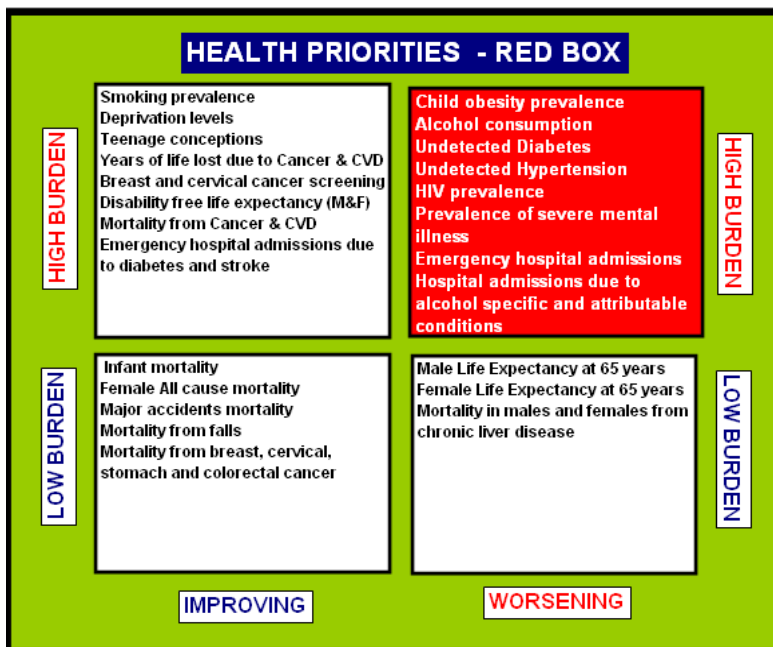 HEALTH PRIORITIES - RED BOX
HIGH BURDEN
Smoking prevalence
Deprivation levels
Teenage conceptions
Years of life lost due to Cancer & CVD
Breast and cervical cancer screening
Disability free life expectancy (M&F)
Mortality from Cancer & CVD
Emergency hospital admissions due
to diabetes and stroke
Child obesity prevalence
Alcohol consumption
Undetected Diabetes
Undetected Hypertension
HIV prevalence
Prevalence of severe mental
illness
Emergency hospital admissions
Hospital admissions due to
alcohol specific and attributable
conditions
HIGH BURDEN
LOW BURDEN
Infant mortality
Female All cause mortality
Major accidents mortality
Mortality from falls
Mortality from breast, cervical,
stomach and colorectal cancer
Male Life Expectancy at 65 years
Female Life Expectancy at 65 years
Mortality in males and females from
chronic liver disease
LOW BURDEN
IMPROVING
WORSENING